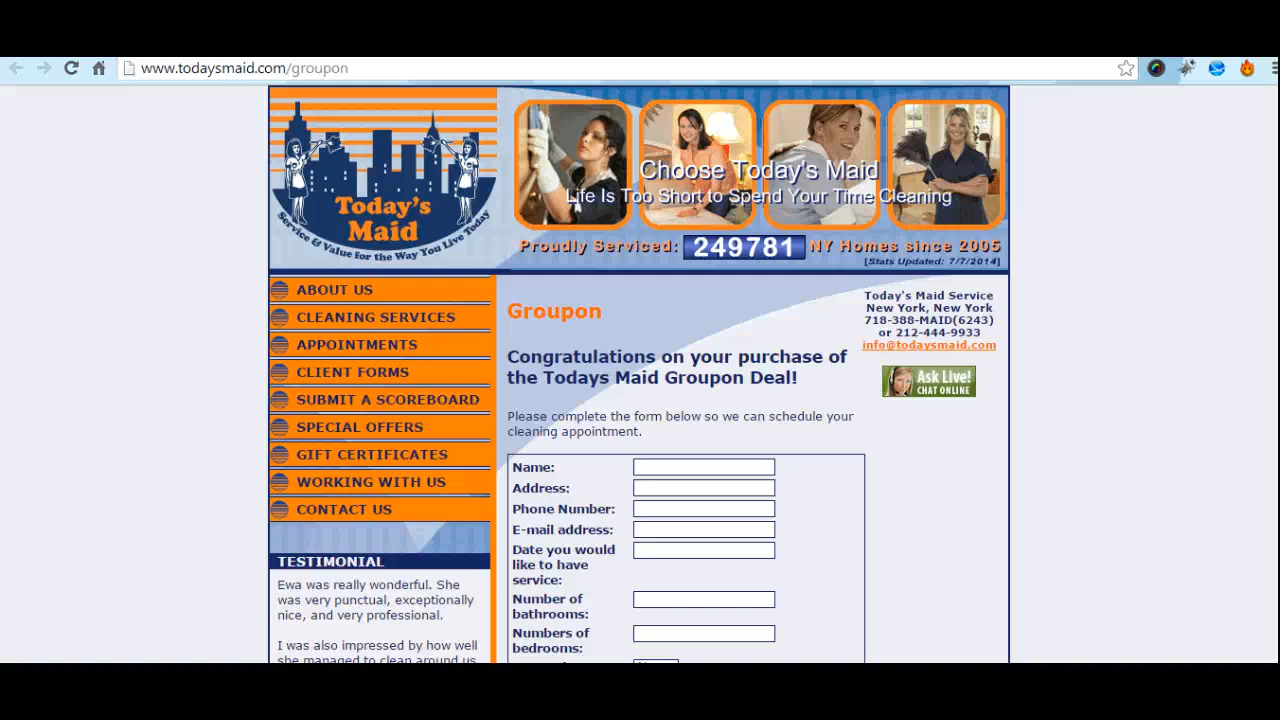 www.todaysmaid.com/groupon
Today's
Maid
Service & Value for the Way You Live Today
Choose Today's Maid
Life Is Too Short to Spend Your Time Cleaning
Proudly Serviced: 249781 NY Homes since 2005
[Stats Updated: 7/7/2014]
ABOUT US
CLEANING SERVICES
APPOINTMENTS
CLIENT FORMS
SUBMIT A SCOREBOARD
SPECIAL OFFERS
GIFT CERTIFICATES
WORKING WITH US
CONTACT US
TESTIMONIAL
Ewa was really wonderful. She
was very punctual, exceptionally
nice, and very professional.
I was also impressed by how well
she managed to clean around us
Groupon
Congratulations on your purchase of
the Todays Maid Groupon Deal!
Please complete the form below so we can schedule your
cleaning appointment.
Name:
Address:
Phone Number:
E-mail address:
Date you would
like to have
service:
Number of
bathrooms:
Numbers of
bedrooms:
Today's Maid Service
New York, New York
718-388-MAID(6243)
or 212-444-9933
info@todaysmaid.com
Ask Live!
CHAT ONLINE